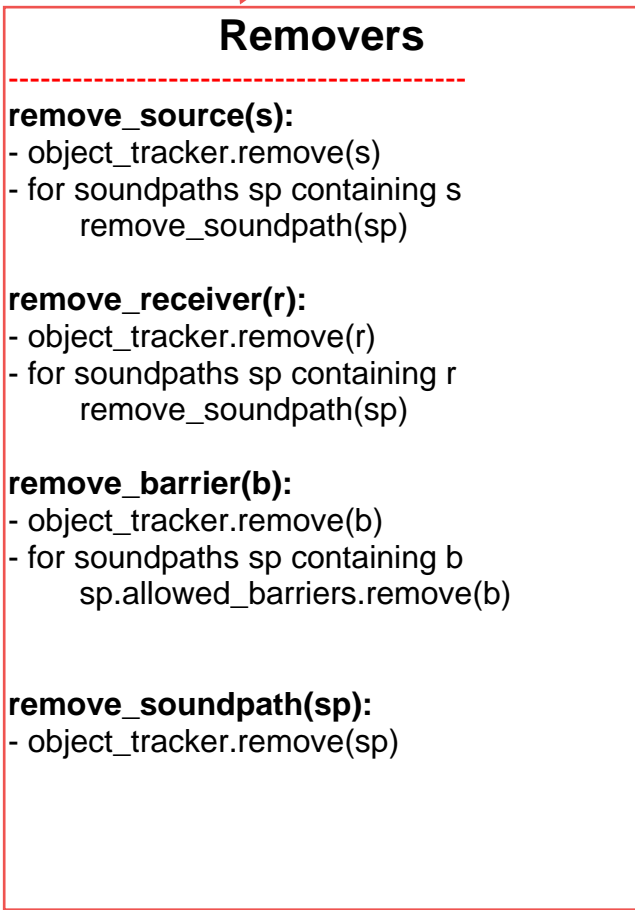 Removers
-------------------------------------------
remove_source(s):
- object_tracker.remove(s)
- for soundpaths sp containing s
remove_soundpath(sp)
remove_receiver(r):
- object_tracker.remove(r)
- for soundpaths sp containing r
remove_soundpath(sp)
remove_barrier(b):
- object_tracker.remove(b)
- for soundpaths sp containing b
sp.allowed_barriers.remove(b)
remove_soundpath(sp):
- object_tracker.remove(sp)